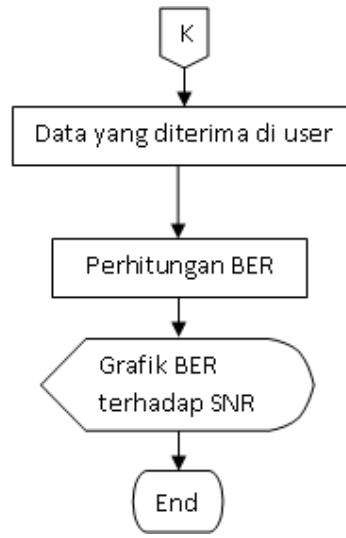 K
Data yang diterima di user
Perhitungan BER
Grafik BER
terhadap SNR
End